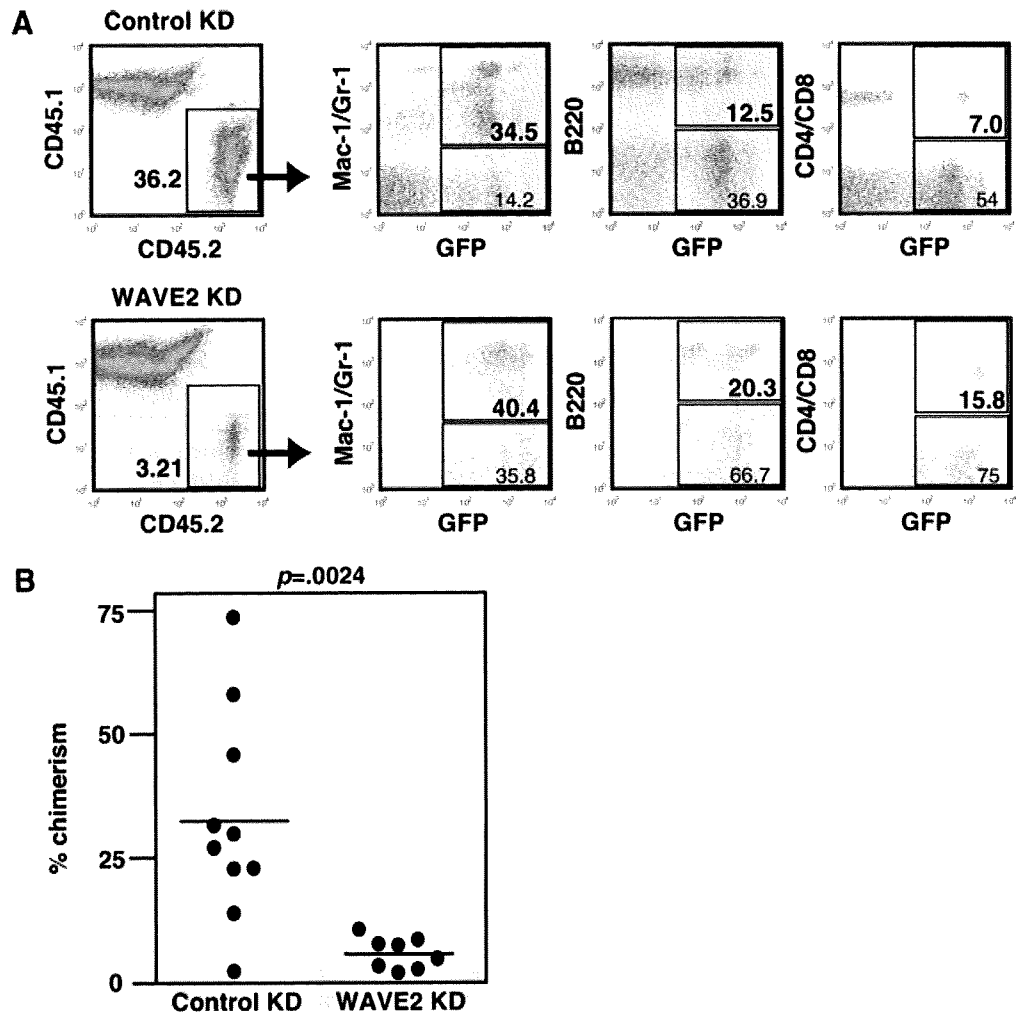 A
Control KD
CD45.1
36.2
CD45.2
Mac-1/Gr-1
34.5
14.2
GFP
B220
12.5
36.9
GFP
CD4/CD8
7.0
54
GFP
WAVE2 KD
CD45.1
3.21
CD45.2
Mac-1/Gr-1
40.4
35.8
GFP
B220
20.3
66.7
GFP
CD4/CD8
15.8
75
GFP
B
p=.0024
% chimerism
75
50
25
0
Control KD
WAVE2 KD